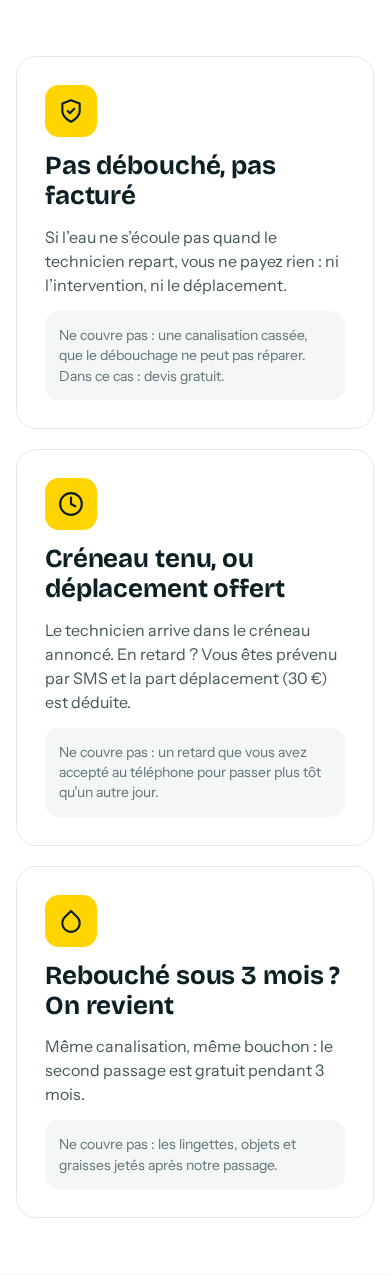 Pas débouché, pas
facturé
Si l’eau ne s’écoule pas quand le
technicien repart, vous ne payez rien : ni
l’intervention, ni le déplacement.
Ne couvre pas : une canalisation cassée,
que le débouchage ne peut pas réparer.
Dans ce cas : devis gratuit.
Créneau tenu, ou
déplacement offert
Le technicien arrive dans le créneau
annoncé. En retard ? Vous êtes prévenu
par SMS et la part déplacement (30 €)
est déduite.
Ne couvre pas : un retard que vous avez
accepté au téléphone pour passer plus tôt
qu’un autre jour.
Rebouché sous 3 mois ?
On revient
Même canalisation, même bouchon : le
second passage est gratuit pendant 3
mois.
Ne couvre pas : les lingettes, objets et
graisses jetés après notre passage.